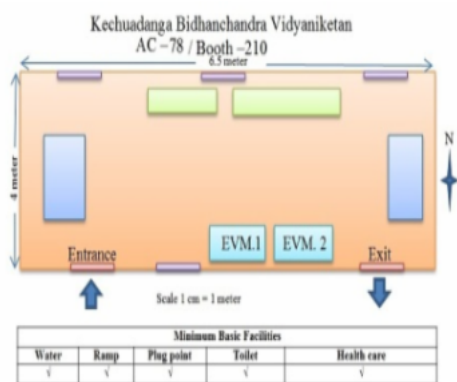 Kechuadanga Bidhanchandra Vidyaniketan
AC –78 / Booth –210
6.5 meter
4 meter
N
EVM.1 EVM. 2
Entrance Exit
Scale 1 cm = 1 meter
Minimum Basic Facilities
Water Ramp Plug point Toilet Health care
√ √ √ √ √